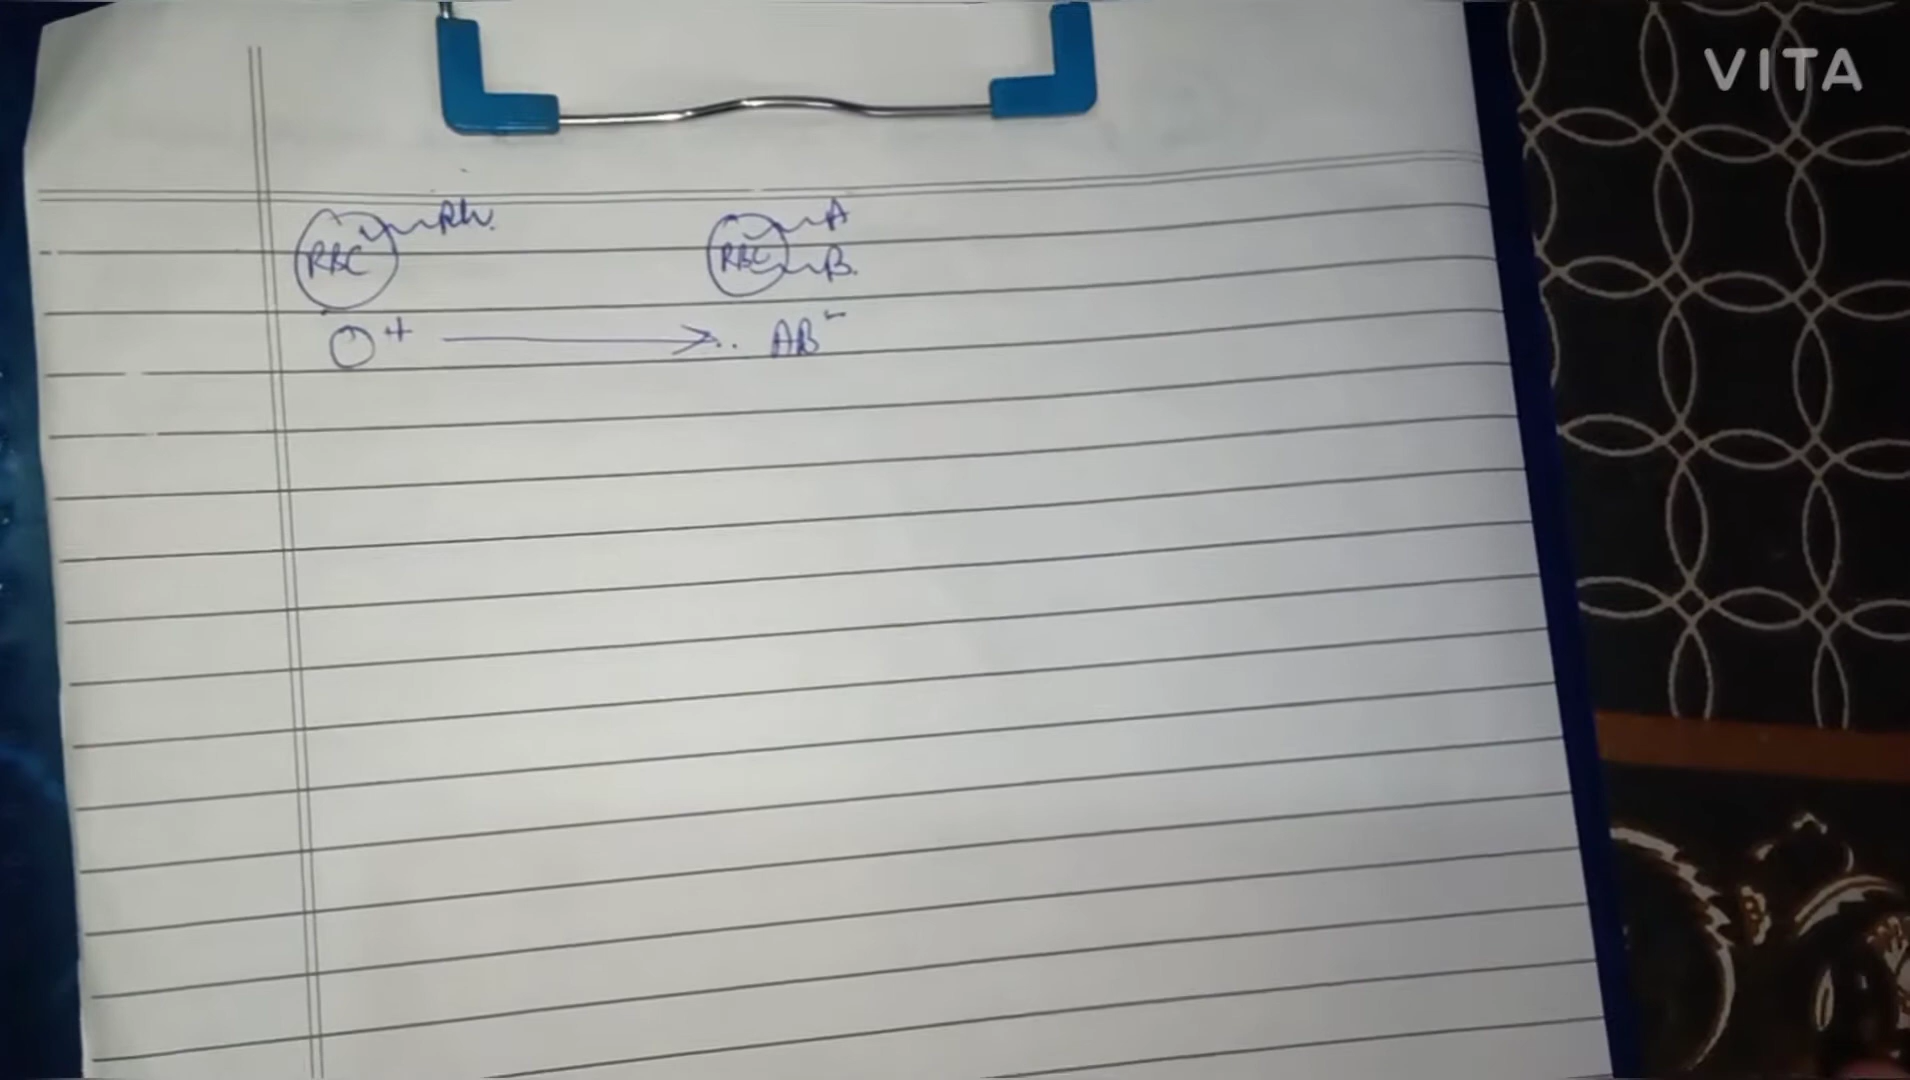 VITA
RBC Rh. RBC A
B.
O+ → AB-